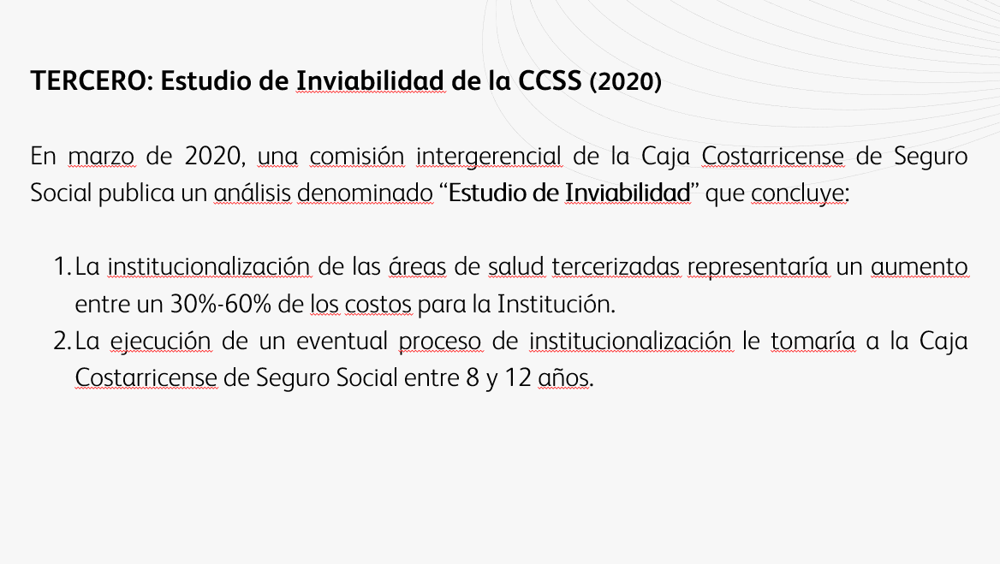 TERCERO: Estudio de Inviabilidad de la CCSS (2020)
En marzo de 2020, una comisión intergerencial de la Caja Costarricense de Seguro
Social publica un análisis denominado “Estudio de Inviabilidad” que concluye:
1. La institucionalización de las áreas de salud tercerizadas representaría un aumento
entre un 30%-60% de los costos para la Institución.
2. La ejecución de un eventual proceso de institucionalización le tomaría a la Caja
Costarricense de Seguro Social entre 8 y 12 años.